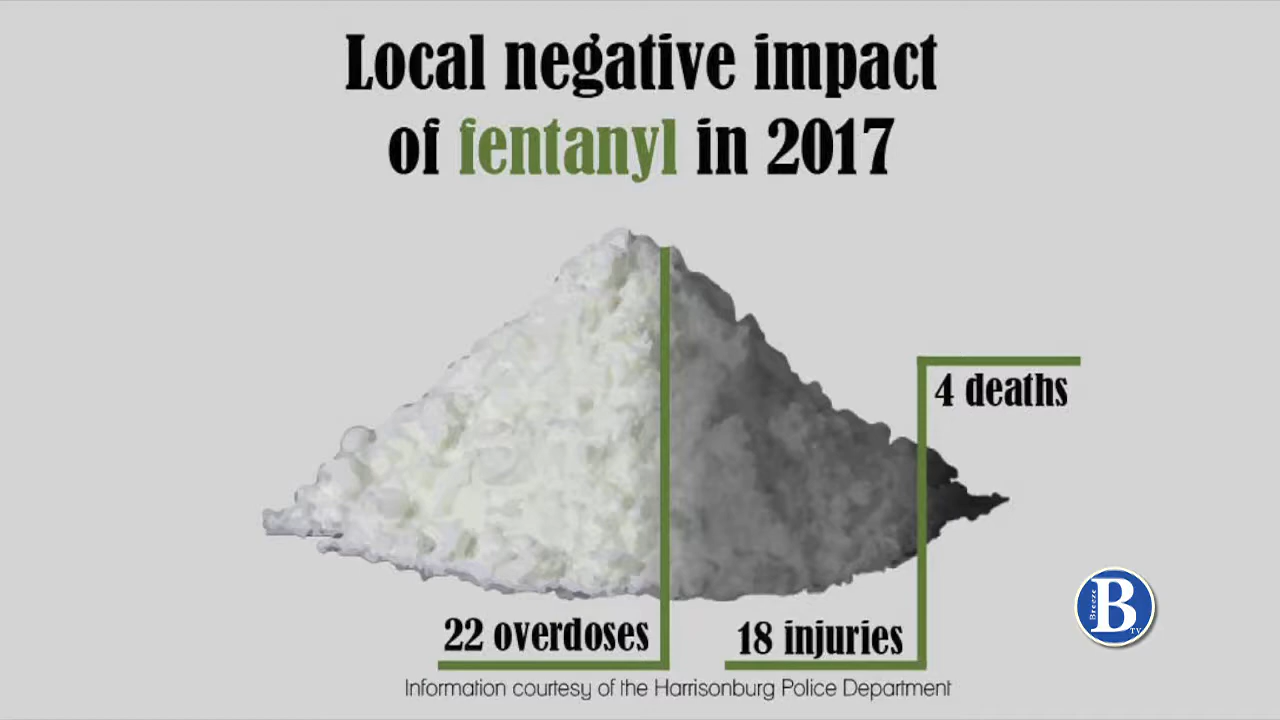 Local negative impact
of fentanyl in 2017
4 deaths
22 overdoses
18 injuries
Information courtesy of the Harrisonburg Police Department
Breeze
B
TV